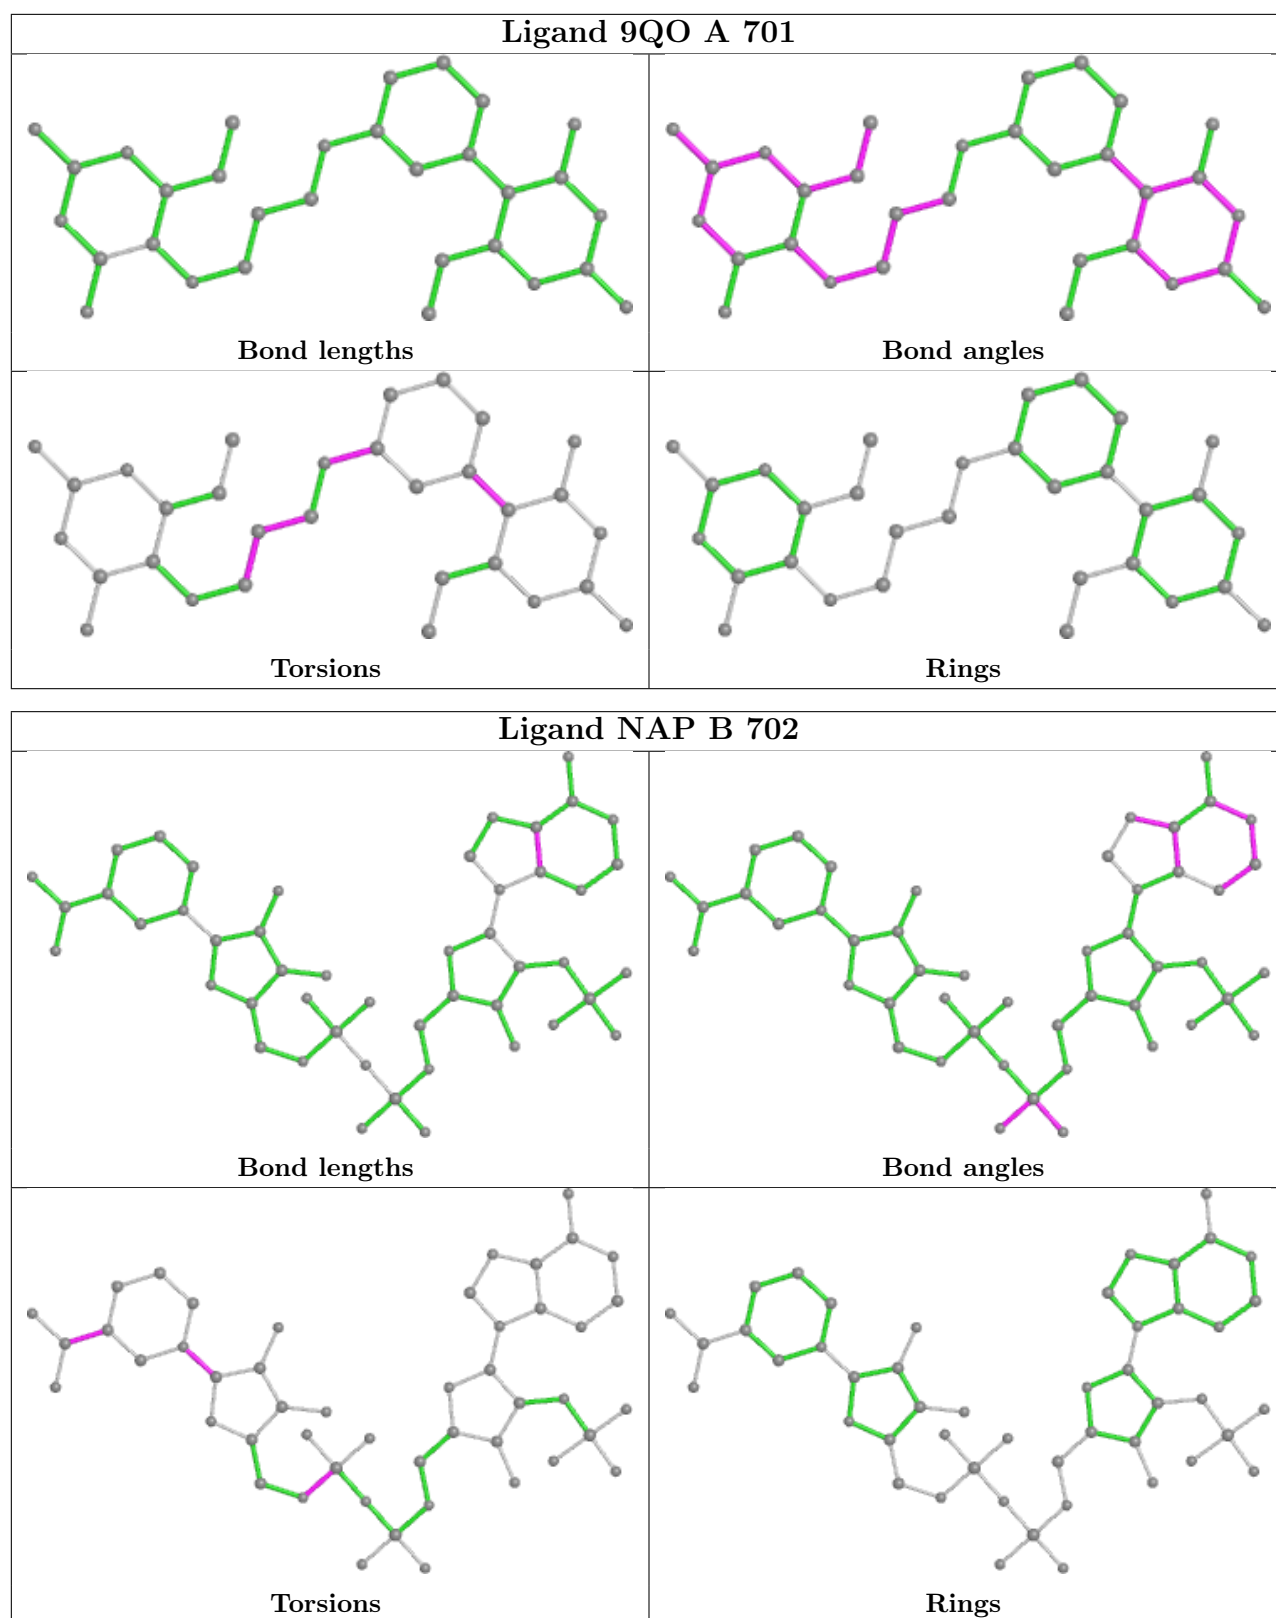 Ligand 9QO A 701
Bond lengths
Bond angles
Torsions
Rings
Ligand NAP B 702
Bond lengths
Bond angles
Torsions
Rings